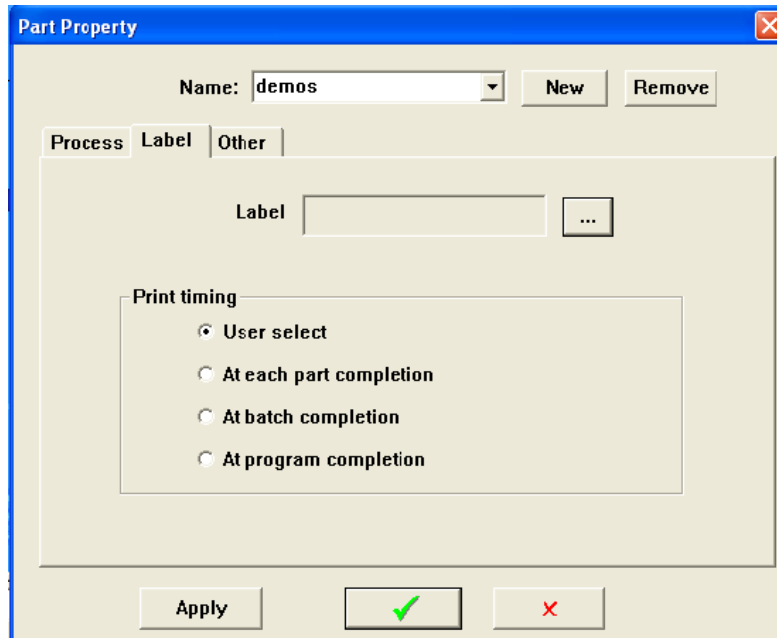 Part Property
Name: demos New Remove
Process Label Other
Label ...
Print timing
User select
At each part completion
At batch completion
At program completion
Apply